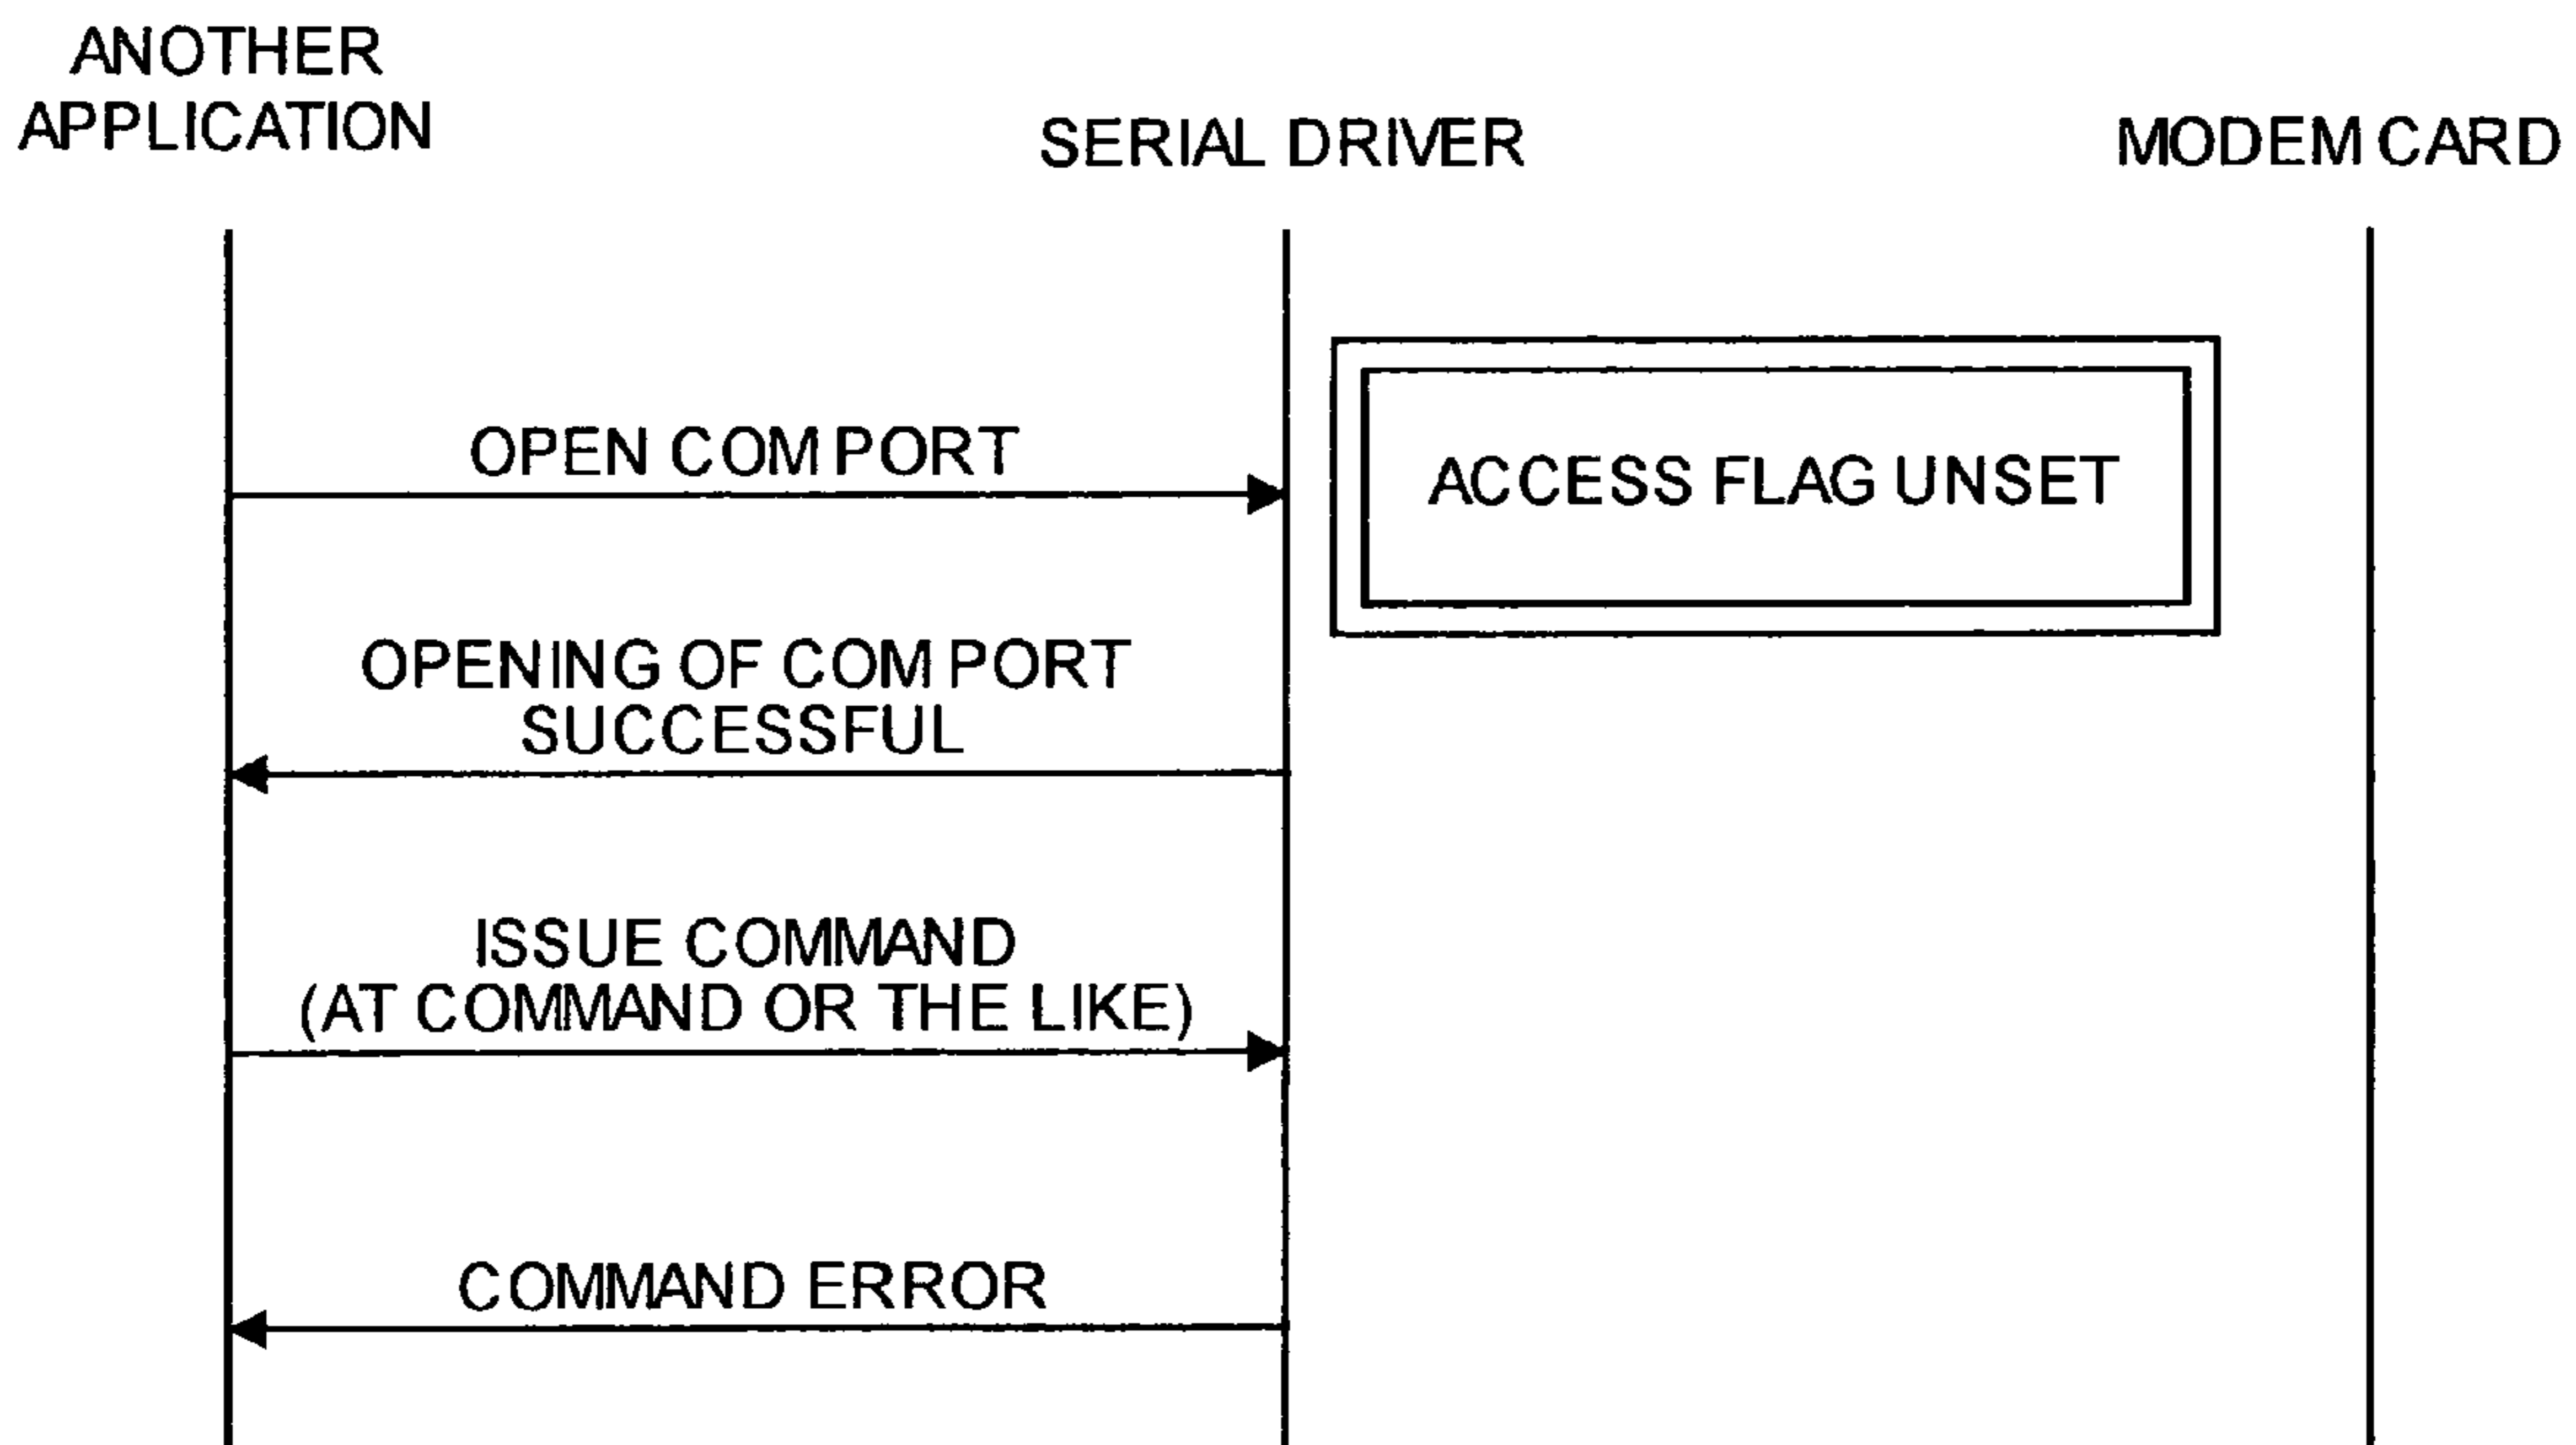 ANOTHER
APPLICATION
SERIAL DRIVER
MODEM CARD
OPEN COM PORT
ACCESS FLAG UNSET
OPENING OF COM PORT
SUCCESSFUL
ISSUE COMMAND
(AT COMMAND OR THE LIKE)
COMMAND ERROR